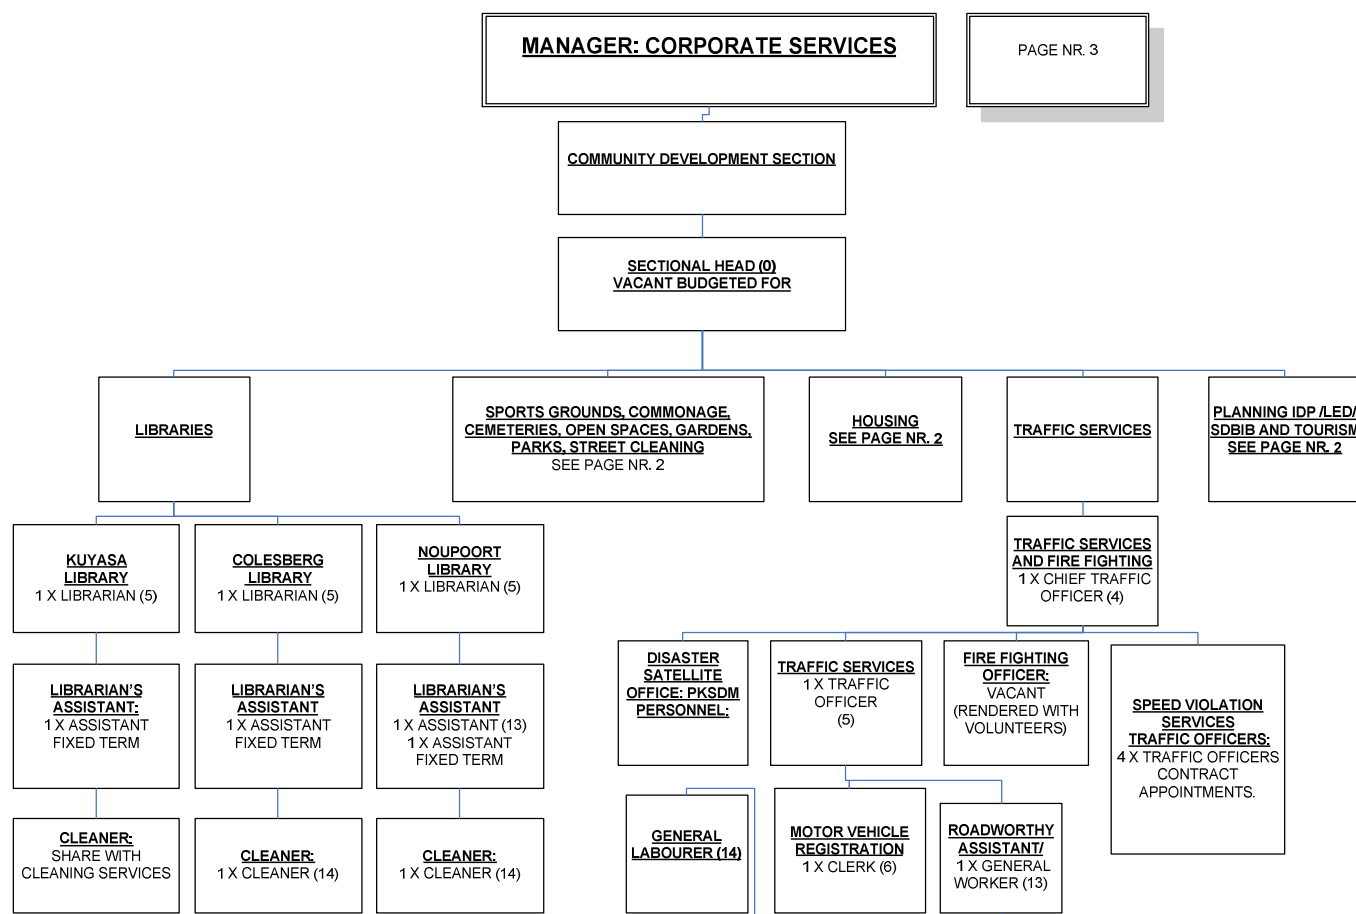 MANAGER: CORPORATE SERVICES
PAGE NR. 3
COMMUNITY DEVELOPMENT SECTION
SECTIONAL HEAD (0)
VACANT BUDGETED FOR
LIBRARIES
SPORTS GROUNDS, COMMONAGE,
CEMETERIES, OPEN SPACES, GARDENS,
PARKS, STREET CLEANING
SEE PAGE NR. 2
HOUSING
SEE PAGE NR. 2
TRAFFIC SERVICES
PLANNING IDP /LED/
SDBIB AND TOURISM
SEE PAGE NR. 2
KUYASA
LIBRARY
1 X LIBRARIAN (5)
COLESBERG
LIBRARY
1 X LIBRARIAN (5)
NOUPOORT
LIBRARY
1 X LIBRARIAN (5)
TRAFFIC SERVICES
AND FIRE FIGHTING
1 X CHIEF TRAFFIC
OFFICER (4)
LIBRARIAN'S
ASSISTANT:
1 X ASSISTANT
FIXED TERM
LIBRARIAN'S
ASSISTANT
1 X ASSISTANT
FIXED TERM
LIBRARIAN'S
ASSISTANT
1 X ASSISTANT (13)
1 X ASSISTANT
FIXED TERM
DISASTER
SATELLITE
OFFICE: PKSDM
PERSONNEL:
TRAFFIC SERVICES
1 X TRAFFIC
OFFICER
(5)
FIRE FIGHTING
OFFICER:
VACANT
(RENDERED WITH
VOLUNTEERS)
SPEED VIOLATION
SERVICES
TRAFFIC OFFICERS:
4 X TRAFFIC OFFICERS
CONTRACT
APPOINTMENTS.
CLEANER:
SHARE WITH
CLEANING SERVICES
CLEANER:
1 X CLEANER (14)
CLEANER:
1 X CLEANER (14)
GENERAL
LABOURER (14)
MOTOR VEHICLE
REGISTRATION
1 X CLERK (6)
ROADWORTHY
ASSISTANT/
1 X GENERAL
WORKER (13)